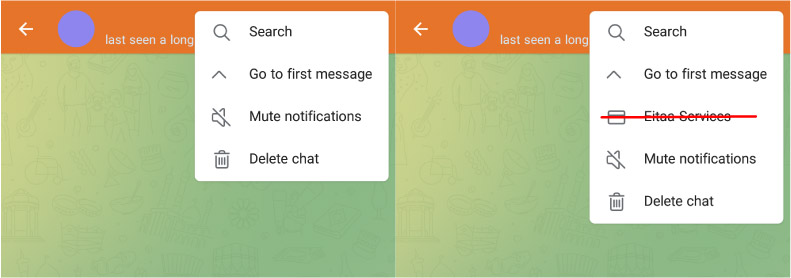 last seen a long
Search
Go to first message
Mute notifications
Delete chat
last seen a long
Search
Go to first message
Eitaa Services
Mute notifications
Delete chat